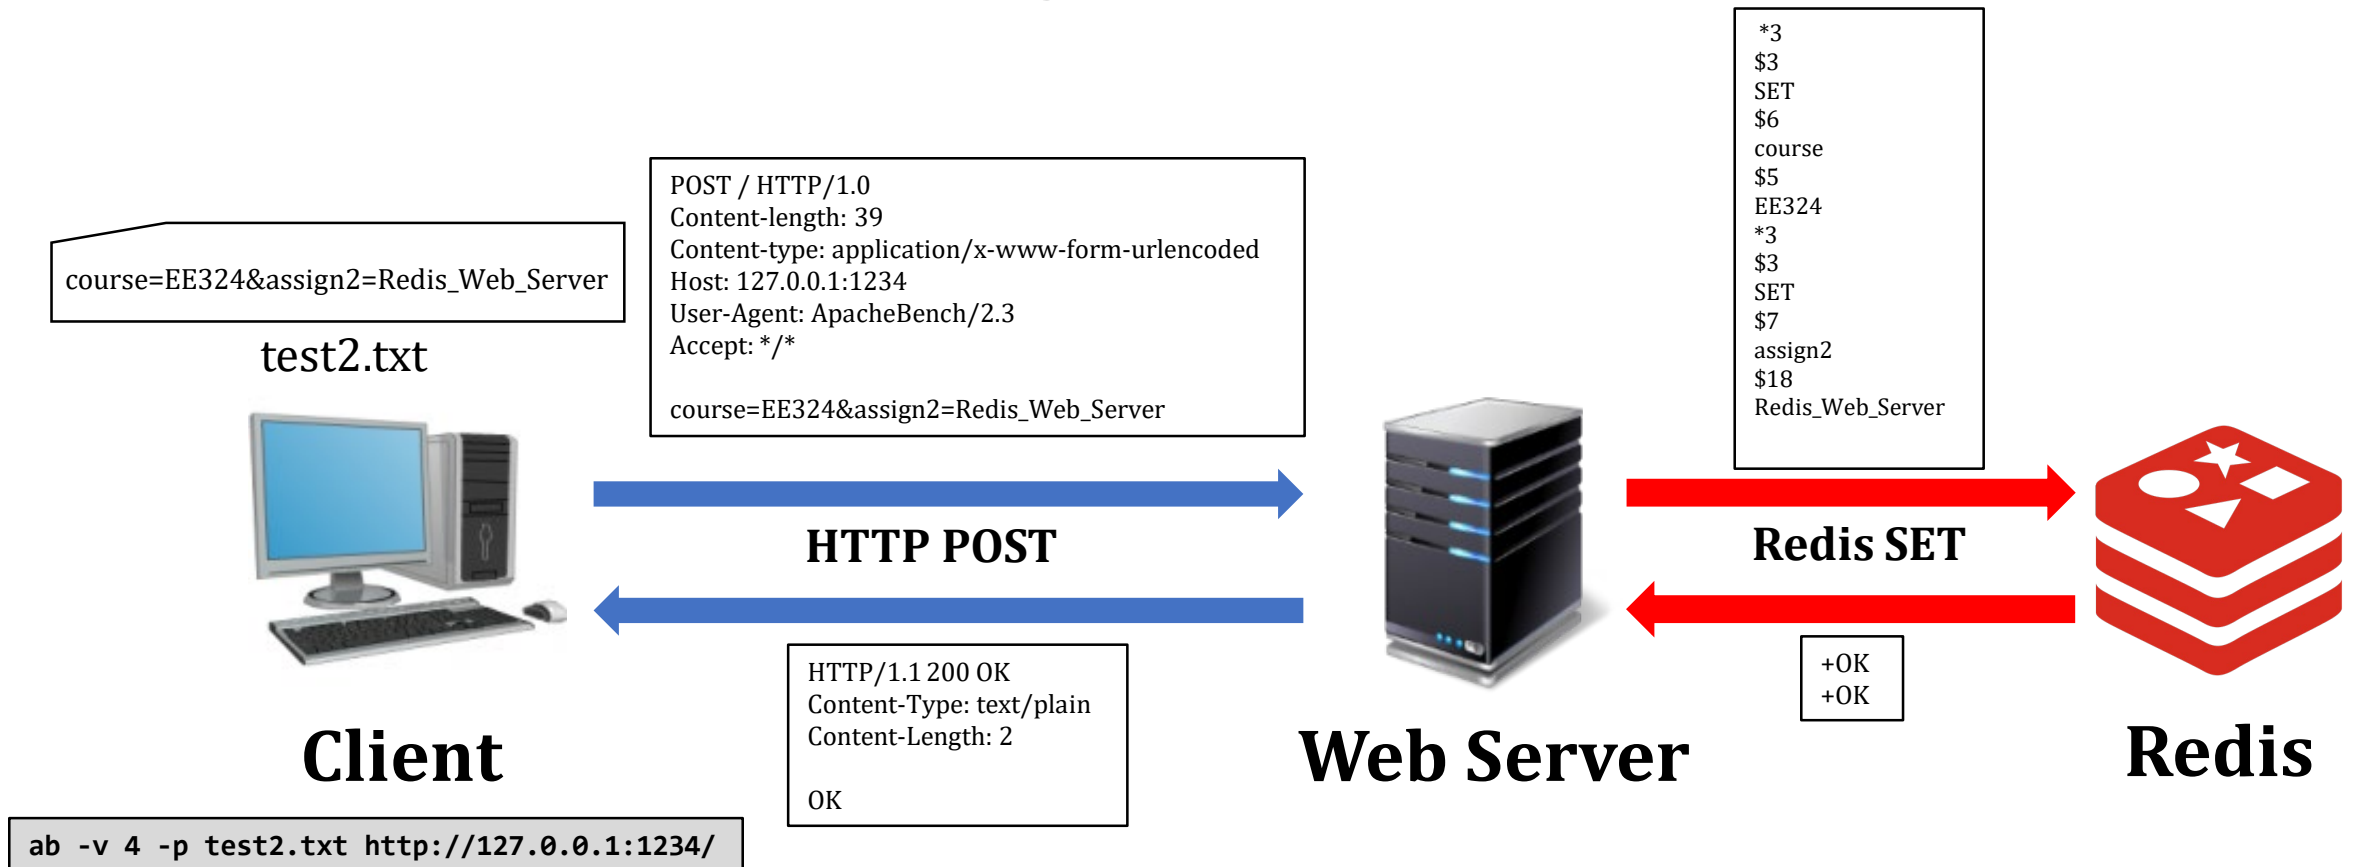 course=EE324&assign2=Redis_Web_Server
test2.txt
POST / HTTP/1.0
Content-length: 39
Content-type: application/x-www-form-urlencoded
Host: 127.0.0.1:1234
User-Agent: ApacheBench/2.3
Accept: */*
course=EE324&assign2=Redis_Web_Server
*3
$3
SET
$6
course
$5
EE324
*3
$3
SET
$7
assign2
$18
Redis_Web_Server
HTTP POST
Redis SET
HTTP/1.1 200 OK
Content-Type: text/plain
Content-Length: 2
OK
+OK
+OK
Client
Web Server
Redis
ab -v 4 -p test2.txt http://127.0.0.1:1234/